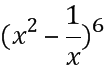 (x² − 1/x)⁶